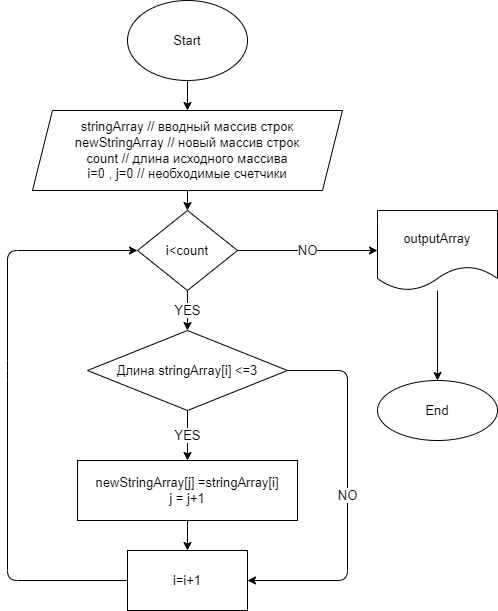 Start
stringArray // вводный массив строк
newStringArray // новый массив строк
count // длина исходного массива
i=0 , j=0 // необходимые счетчики
i<count
NO
outputArray
YES
Длина stringArray[i] <=3
End
YES
newStringArray[j] =stringArray[i]
j = j+1
NO
i=i+1